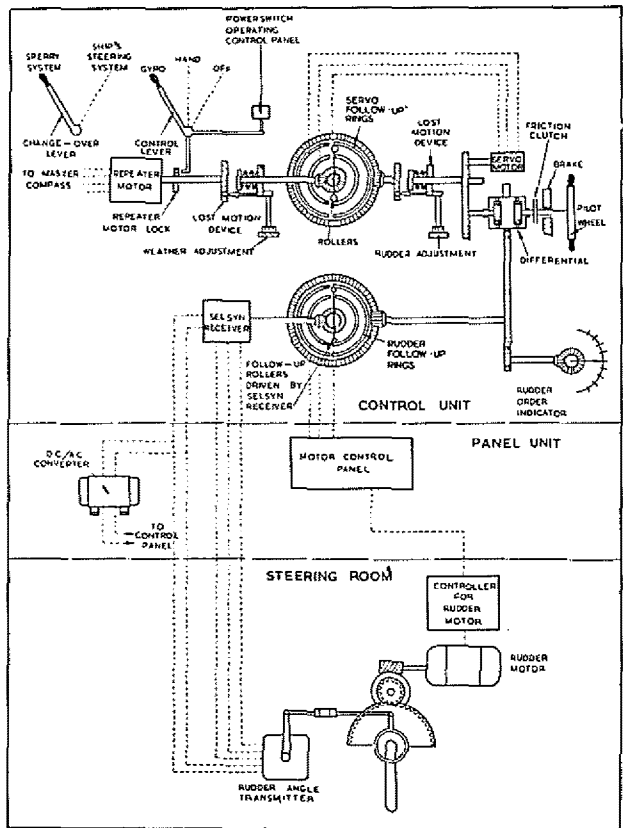 POWER SWITCH
OPERATING
CONTROL PANEL
SPERRY
SYSTEM
SHIP'S
STEERING
SYSTEM
GYRO
HAND
OFF
CHANGE-OVER
LEVER
CONTROL
LEVER
SERVO
FOLLOW-UP
RINGS
LOST
MOTION
DEVICE
FRICTION
CLUTCH
BRAKE
TO MASTER
COMPASS
REPEATER
MOTOR
SERVO
MOTOR
PILOT
WHEEL
REPEATER
MOTOR LOCK
LOST MOTION
DEVICE
ROLLERS
WEATHER ADJUSTMENT
RUDDER ADJUSTMENT
DIFFERENTIAL
SELSYN
RECEIVER
FOLLOW-UP
ROLLERS
DRIVEN BY
SELSYN
RECEIVER
RUDDER
FOLLOW-UP
RINGS
RUDDER
ORDER
INDICATOR
CONTROL UNIT
PANEL UNIT
D.C./A.C
CONVERTER
MOTOR CONTROL
PANEL
TO
CONTROL
PANEL
STEERING ROOM
CONTROLLER
FOR
RUDDER
MOTOR
RUDDER
MOTOR
RUDDER ANGLE
TRANSMITTER